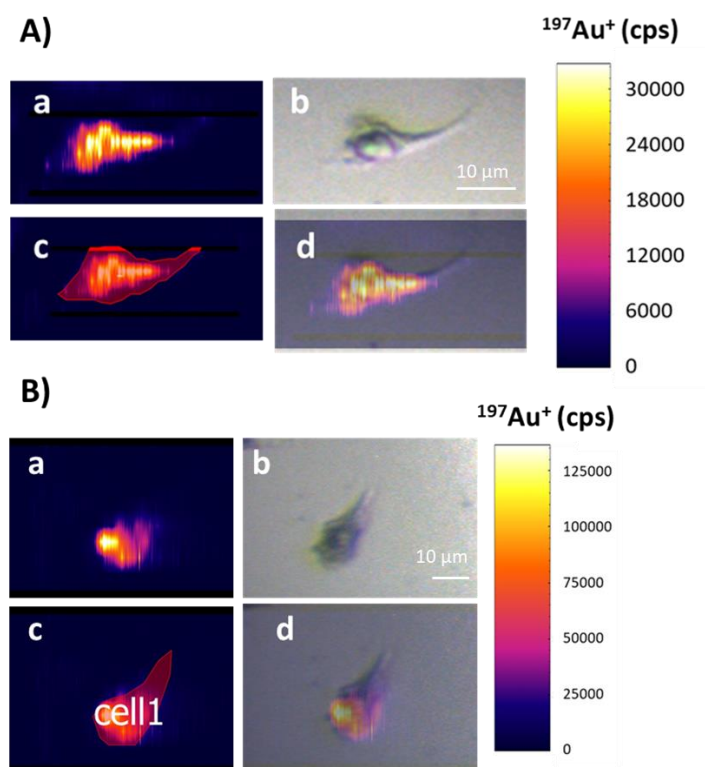 A)
¹⁹⁷Au⁺ (cps)
a
b
10 µm
c
d
30000
24000
18000
12000
6000
0
B)
¹⁹⁷Au⁺ (cps)
a
b
10 µm
c
cell1
d
125000
100000
75000
50000
25000
0